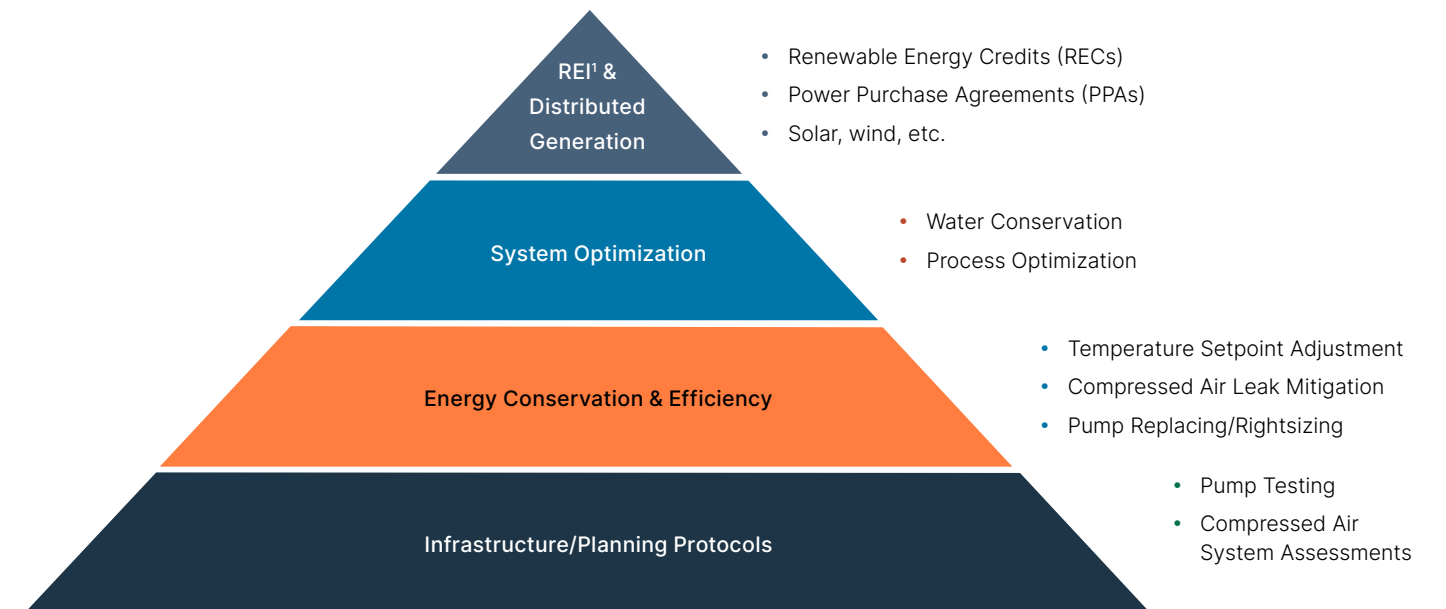 REI¹ &
Distributed
Generation
• Renewable Energy Credits (RECs)
• Power Purchase Agreements (PPAs)
• Solar, wind, etc.
System Optimization
• Water Conservation
• Process Optimization
Energy Conservation & Efficiency
• Temperature Setpoint Adjustment
• Compressed Air Leak Mitigation
• Pump Replacing/Rightsizing
Infrastructure/Planning Protocols
• Pump Testing
• Compressed Air
System Assessments